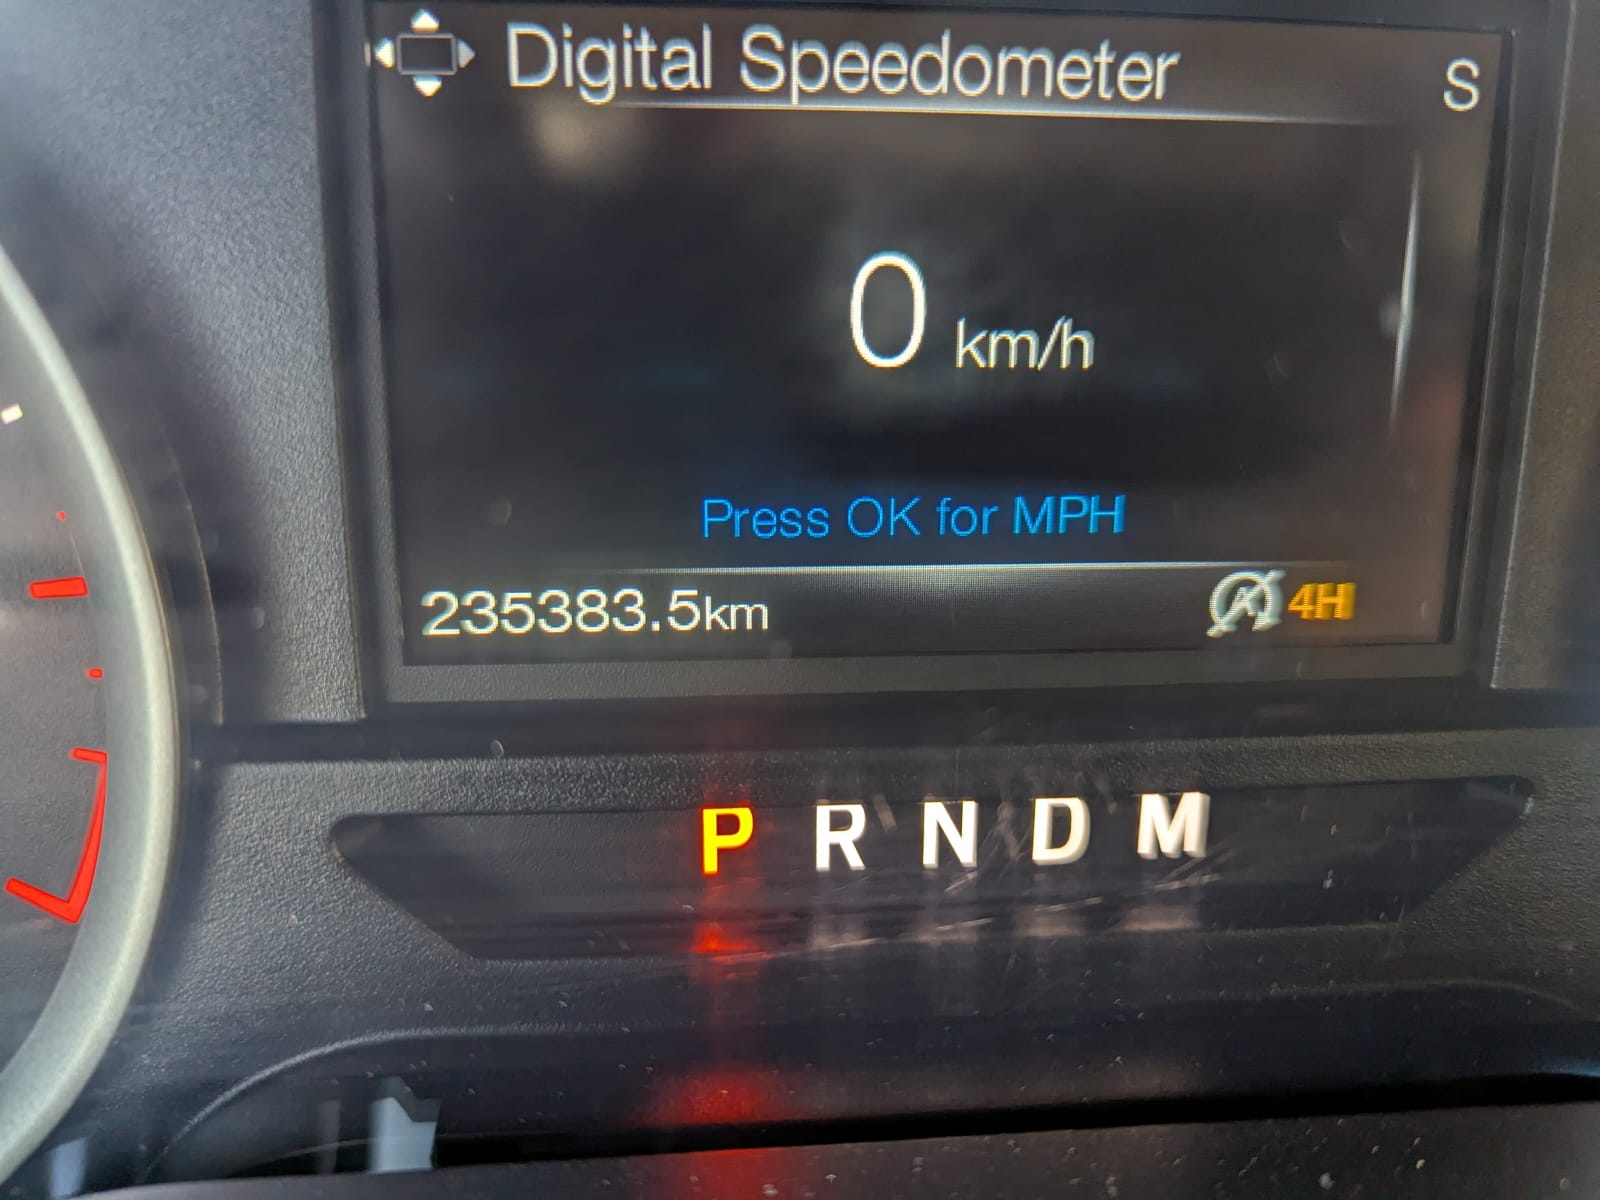 Digital Speedometer S
0 km/h
Press OK for MPH
235383.5km 4H
P R N D M